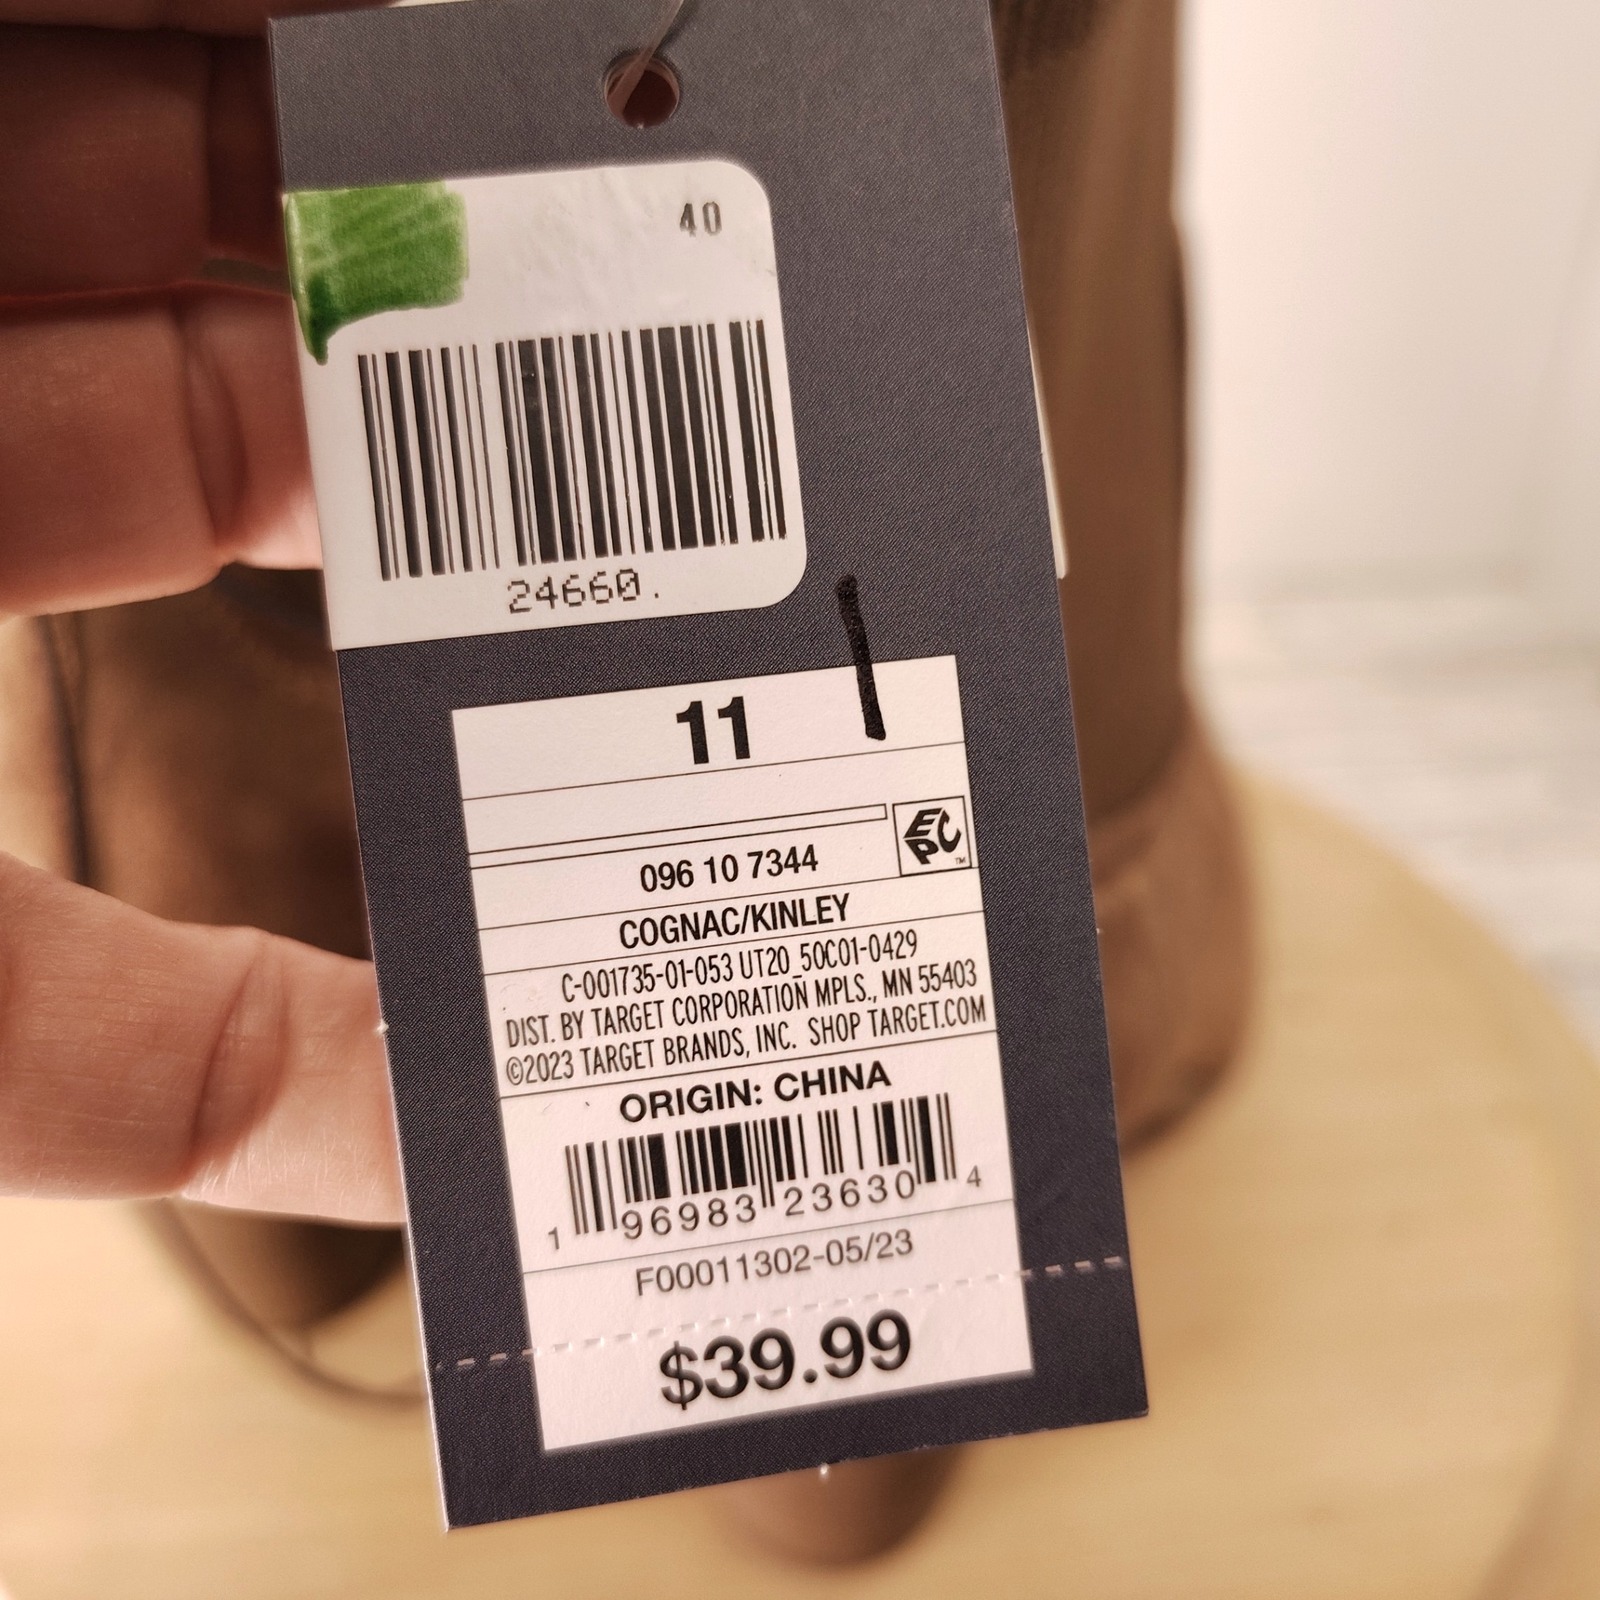 40
24660.
11
EPC
TM
096 10 7344
COGNAC/KINLEY
C-001735-01-053 UT20_50C01-0429
DIST. BY TARGET CORPORATION MPLS., MN 55403
©2023 TARGET BRANDS, INC. SHOP TARGET.COM
ORIGIN: CHINA
1 96983 23630 4
F00011302-05/23
$39.99